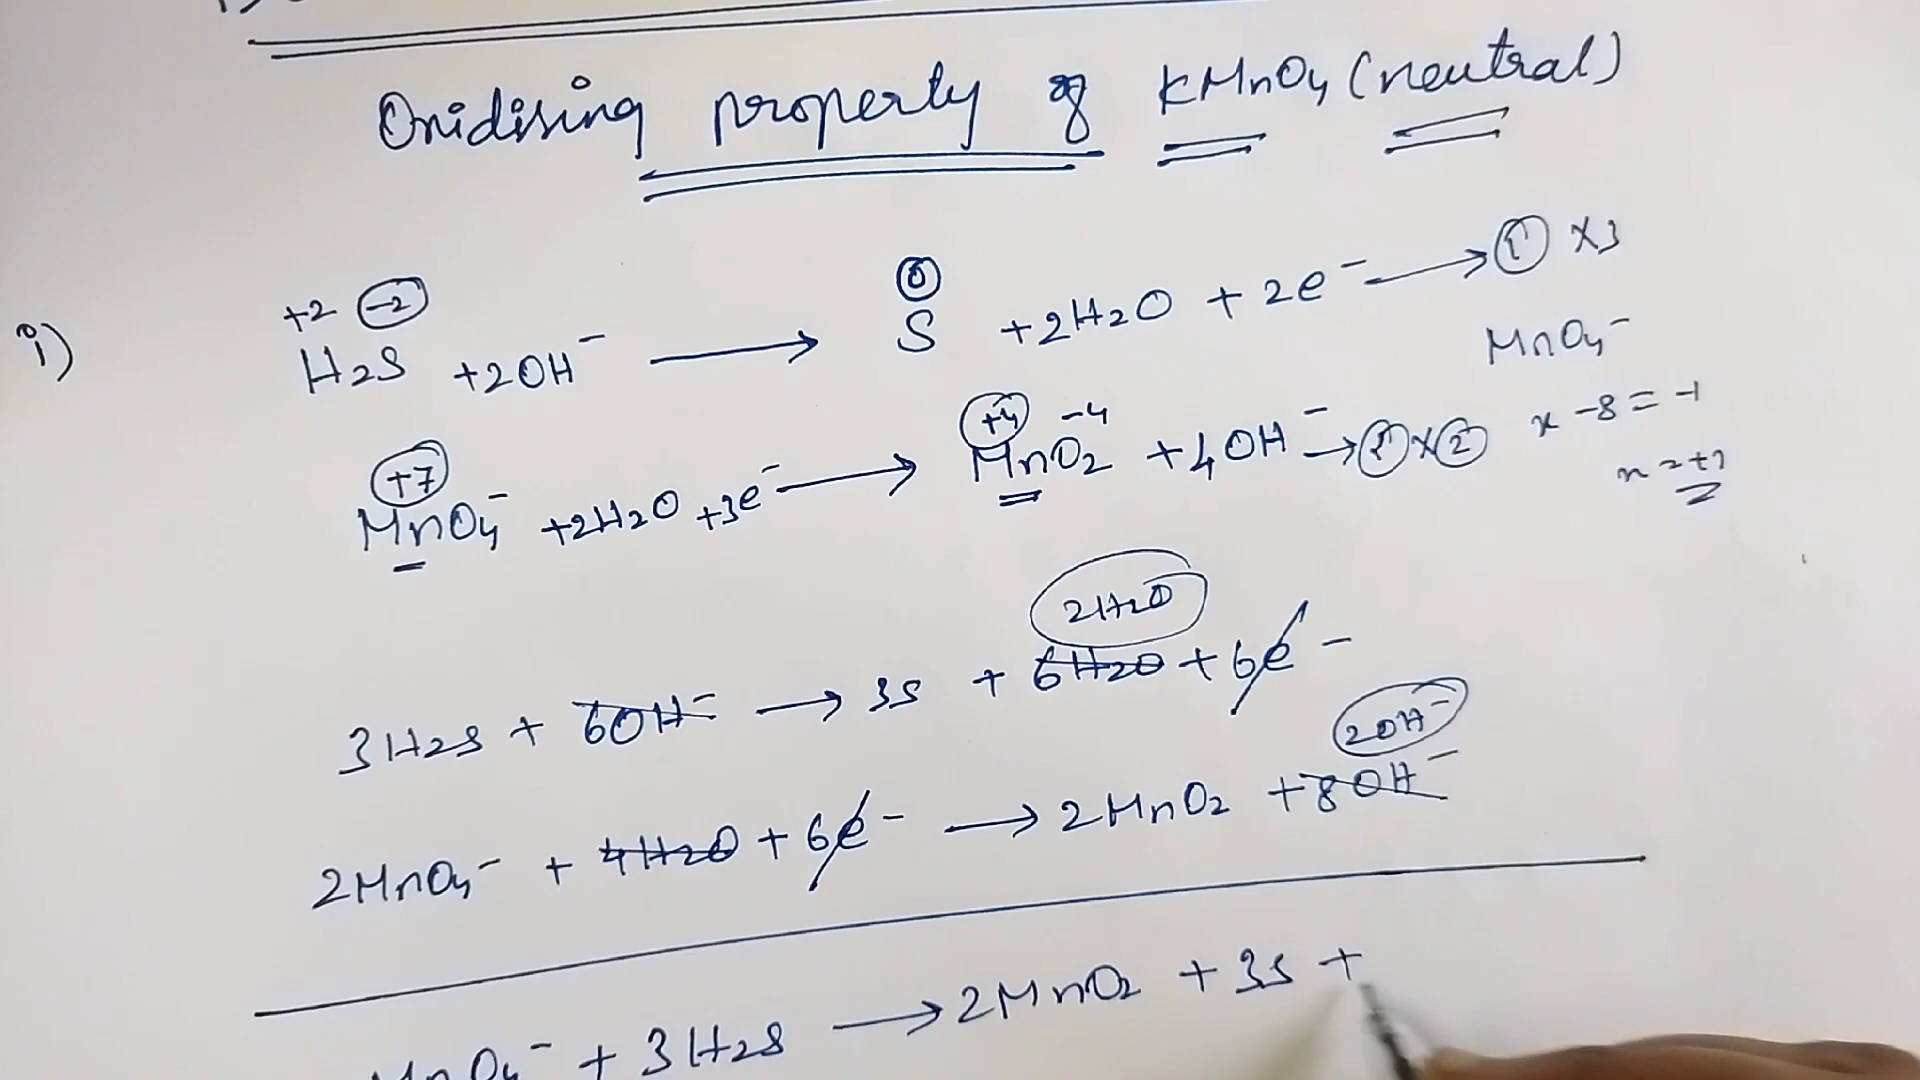 Oxidising property of KMnO4 (neutral)
+2 -2 0
i) H2S + 2OH⁻ → S + 2H2O + 2e⁻ → 1 ×3
MnO4⁻
+7 +4 -4
MnO4⁻ + 2H2O + 3e⁻ → MnO2 + 4OH⁻ → 2 × 2
x - 8 = -1
x = +7
2H2O
3H2S + 6OH⁻ → 3S + 6H2O + 6e⁻
2OH⁻
2MnO4⁻ + 4H2O + 6e⁻ → 2MnO2 + 8OH⁻
MnO4⁻ + 3H2S → 2MnO2 + 3S +